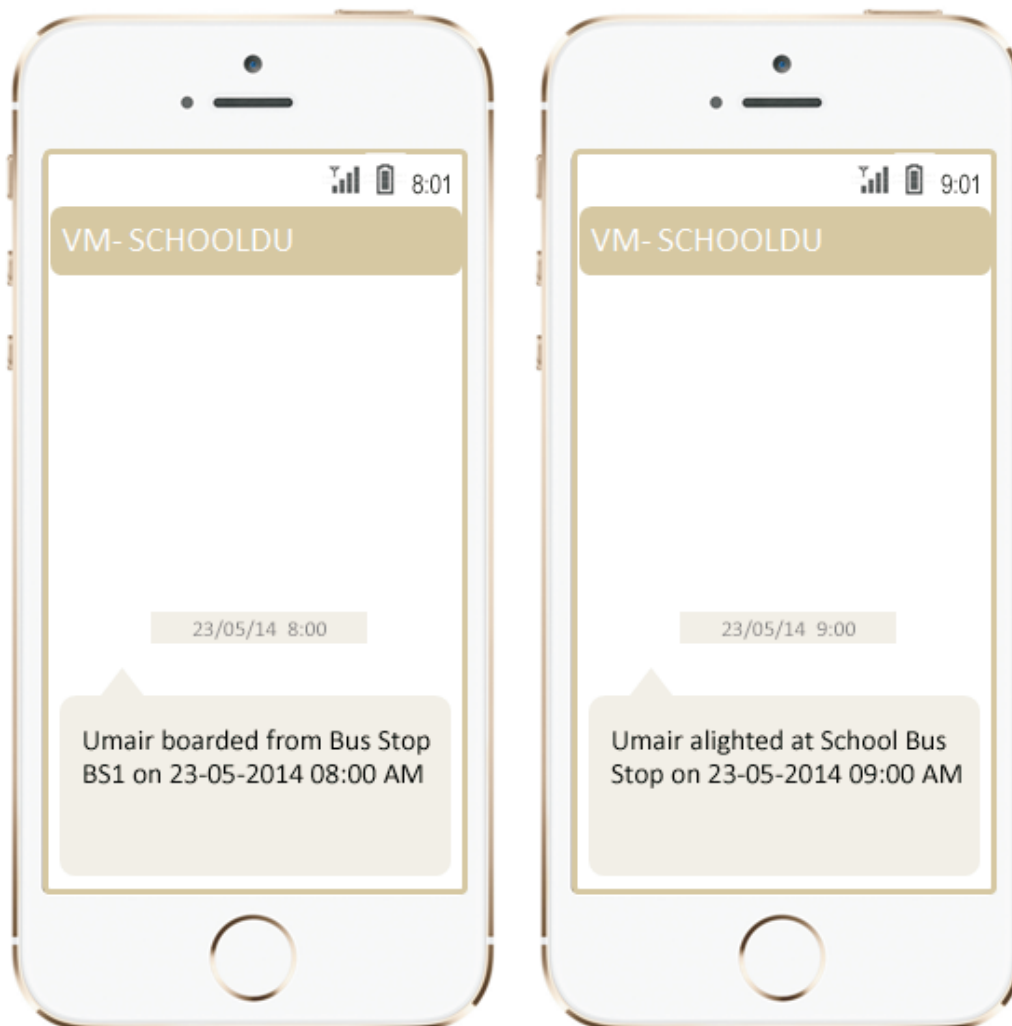 8:01
VM- SCHOOLDU
23/05/14 8:00
Umair boarded from Bus Stop
BS1 on 23-05-2014 08:00 AM
9:01
VM- SCHOOLDU
23/05/14 9:00
Umair alighted at School Bus
Stop on 23-05-2014 09:00 AM